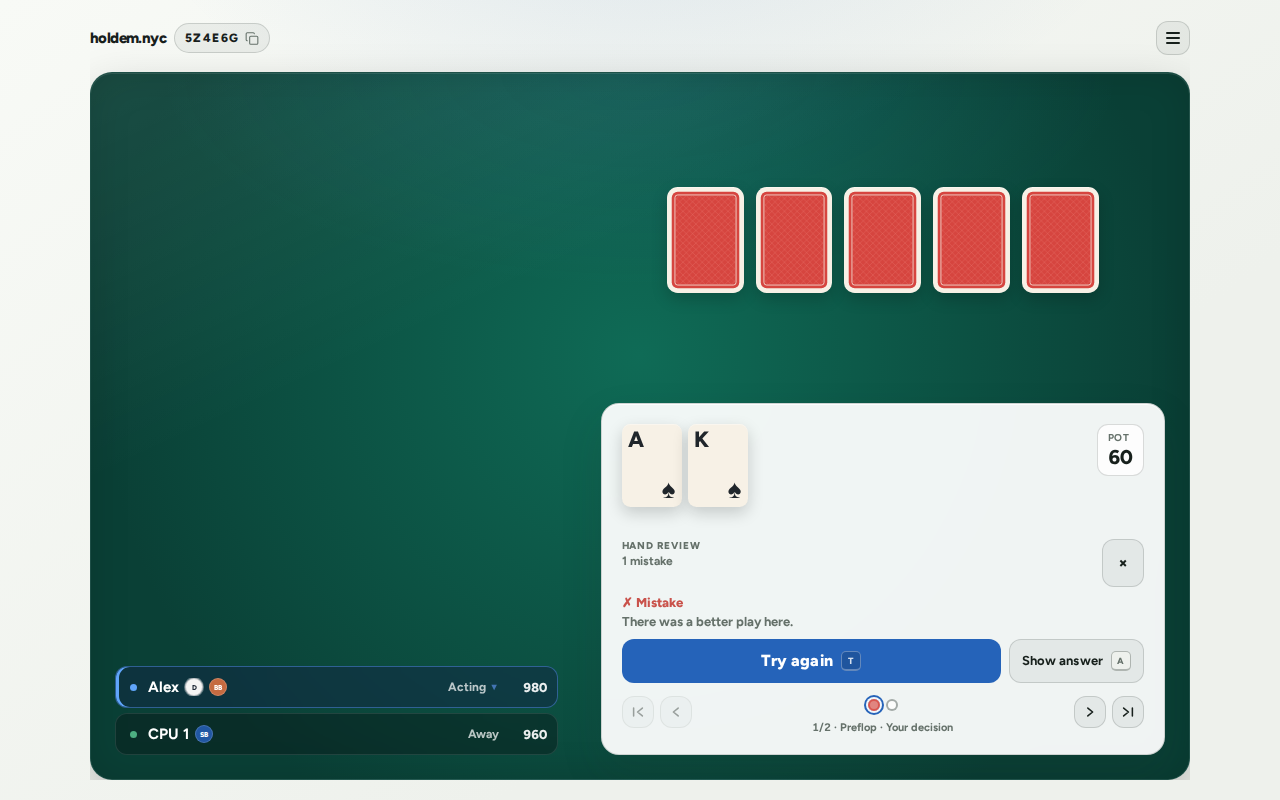 holdem.nyc 5Z4E6G
A K
POT
60
HAND REVIEW
1 mistake
×
✗ Mistake
There was a better play here.
Try again T
Show answer A
1/2 · Preflop · Your decision
Alex D BB Acting ▼ 980
CPU 1 SB Away 960